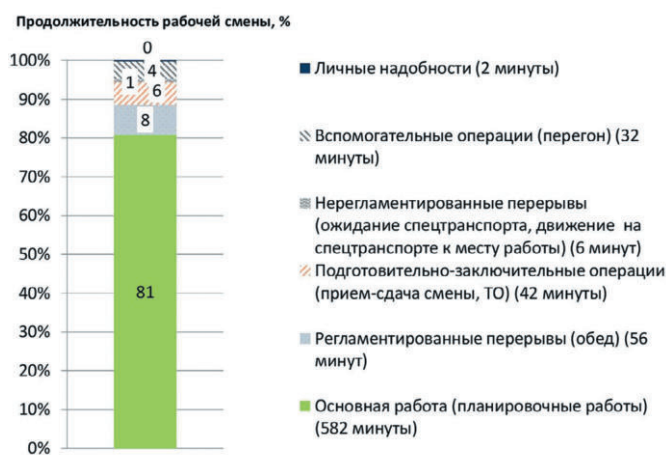 Продолжительность рабочей смены, %
0
100%
4
1
6
90%
8
80%
70%
60%
50%
40%
81
30%
20%
10%
0%
Личные надобности (2 минуты)
Вспомогательные операции (перегон) (32
минуты)
Нерегламентированные перерывы
(ожидание спецтранспорта, движение на
спецтранспорте к месту работы) (6 минут)
Подготовительно-заключительные операции
(прием-сдача смены, ТО) (42 минуты)
Регламентированные перерывы (обед) (56
минут)
Основная работа (планировочные работы)
(582 минуты)